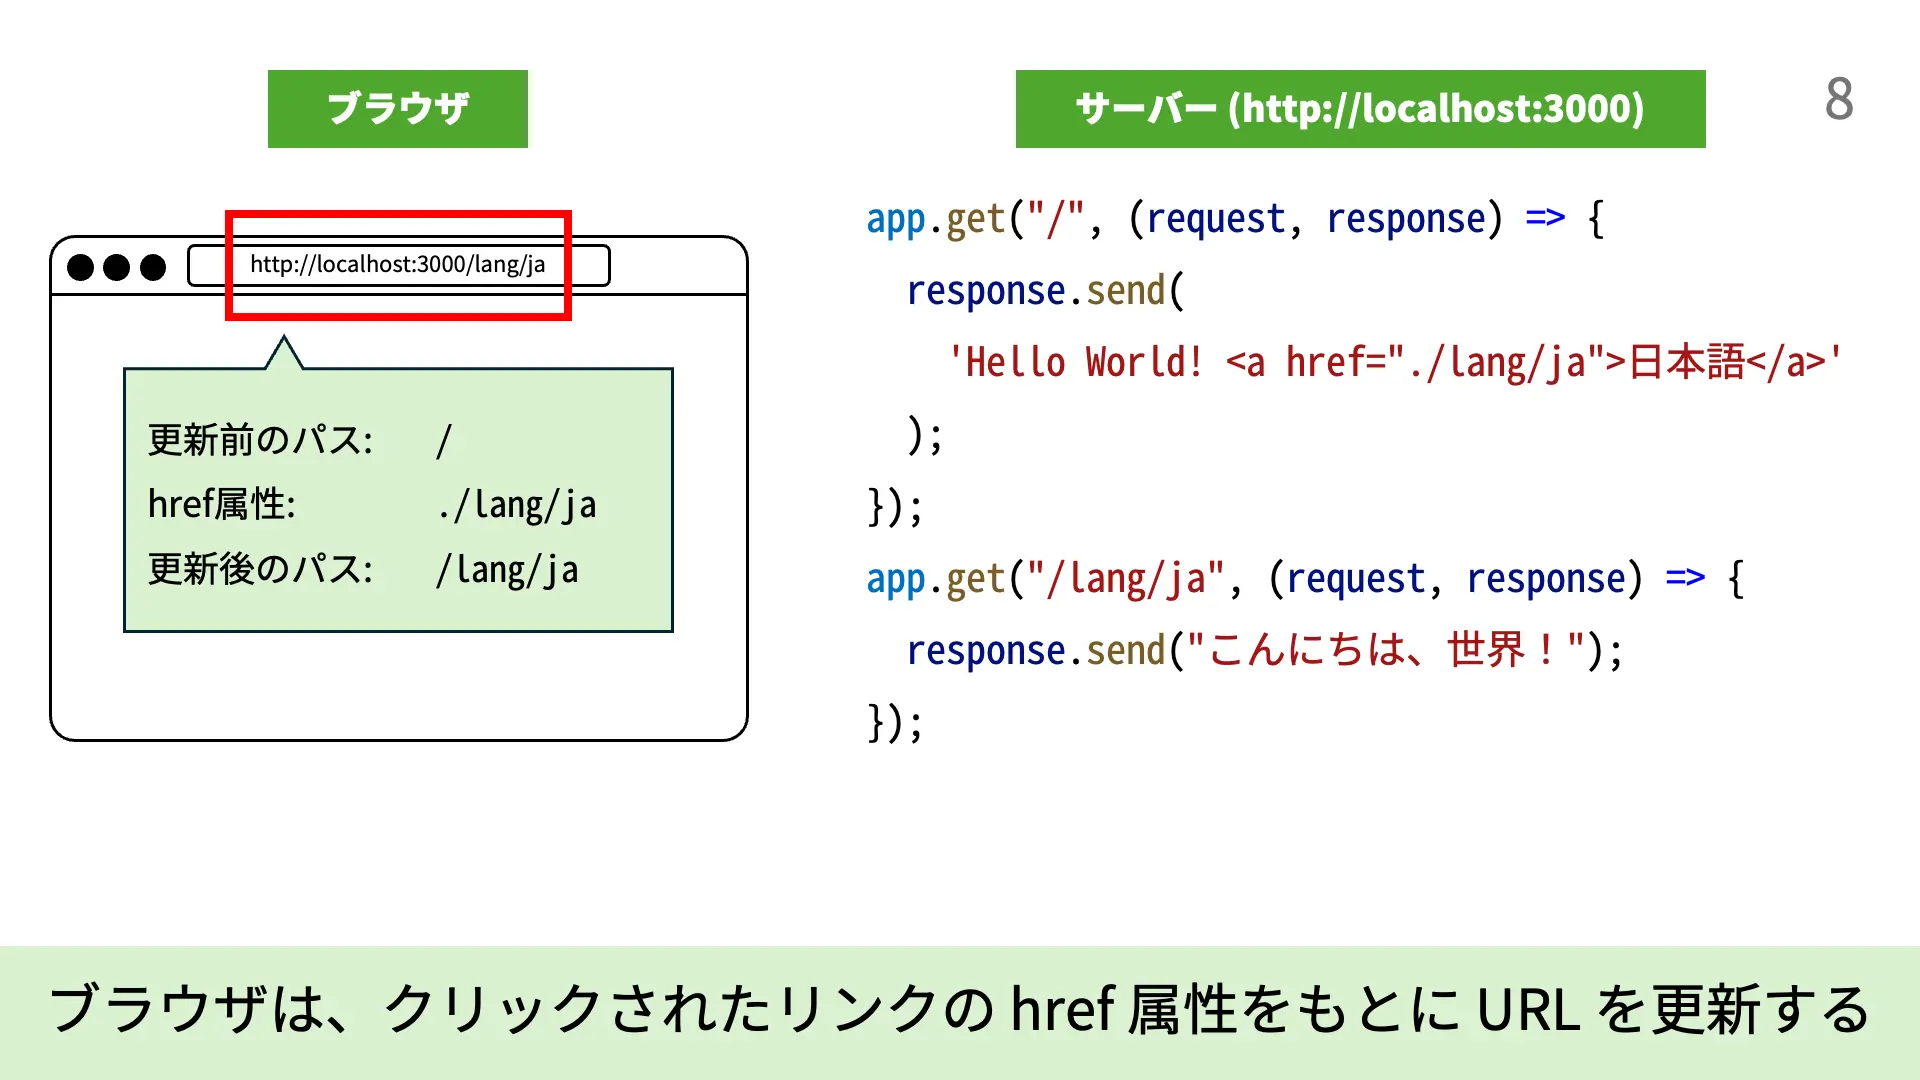 ブラウザ
サーバー (http://localhost:3000)
8
http://localhost:3000/lang/ja
更新前のパス: /
href属性: ./lang/ja
更新後のパス: /lang/ja
app.get("/", (request, response) => {
  response.send(
    'Hello World! <a href="./lang/ja">日本語</a>'
  );
});
app.get("/lang/ja", (request, response) => {
  response.send("こんにちは、世界！");
});
ブラウザは、クリックされたリンクの href 属性をもとに URL を更新する